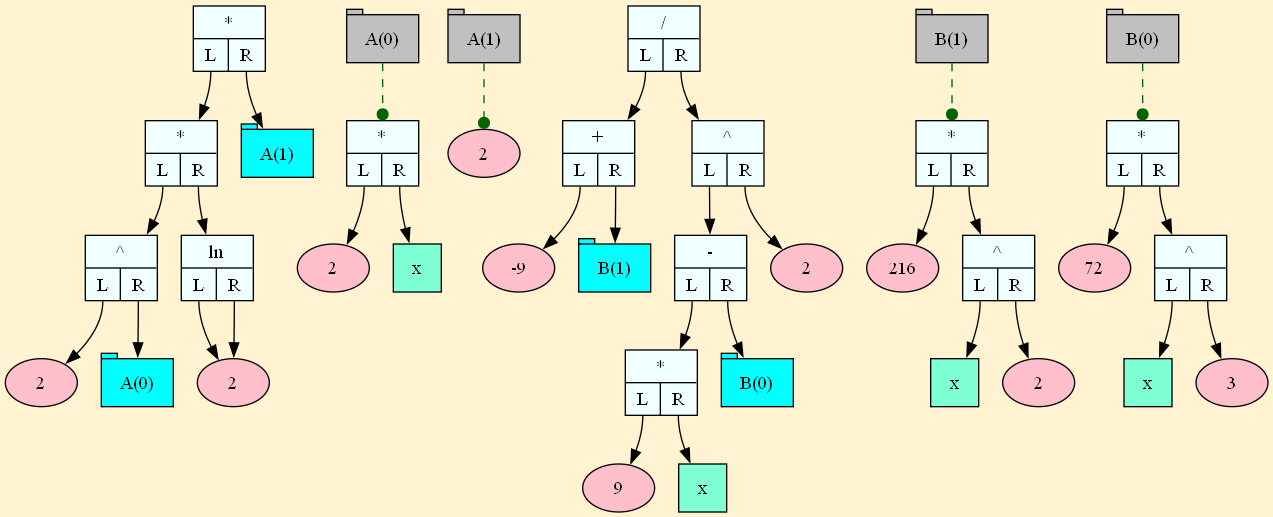 * A(0) A(1) / B(1) B(0)
L R L R
* A(1) * 2 + ^ * *
L R L R L R L R L R L R
^ ln 2 x -9 B(1) - 2 216 ^ 72 ^
L R L R L R L R L R
2 A(0) 2 * B(0) x 2 x 3
L R
9 x